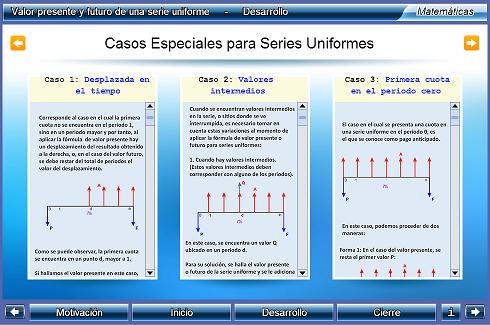 Valor presente y futuro de una serie uniforme - Desarrollo
Matemáticas
Casos Especiales para Series Uniformes
Caso 1: Desplazada en
el tiempo
Corresponde al caso en el cual la primera
cuota no se encuentra en el período 1,
sino en un período mayor y por tanto, al
aplicar la fórmula de valor presente hay
un desplazamiento del resultado obtenido
a la derecha, o, en el caso del valor futuro,
se debe restar del total de períodos el
valor del desplazamiento.
A
0 1 d n
i%
P F
Como se puede observar, la primera cuota
se encuentra en un punto d, mayor a 1.
Si hallamos el valor presente en este caso,
Caso 2: Valores
intermedios
Cuando se encuentran valores intermedios
en la serie, o sitios donde se ve
interrumpida, es necesario tomar en
cuenta estas variaciones al momento de
aplicar la fórmula de valor presente o
futuro para series uniformes:
1. Cuando hay valores intermedios.
(Estos valores intermedios deben
corresponder con alguno de los períodos).
Q
A
0 1 d n
i%
P F
En este caso, se encuentra un valor Q
ubicado en un período d.
Para su solución, se halla el valor presente
o futuro de la serie uniforme y se le adiciona
Caso 3: Primera cuota
en el periodo cero
El caso en el cual se presenta una cuota en
una serie uniforme en el período 0, es
el que se conoce como pago anticipado.
A
0 1 n
i%
P F
En este caso, podemos proceder de dos
maneras:
Forma 1: En el caso del valor presente, se
resta el primer valor P:
A
Motivación
Inicio
Desarrollo
Cierre
i